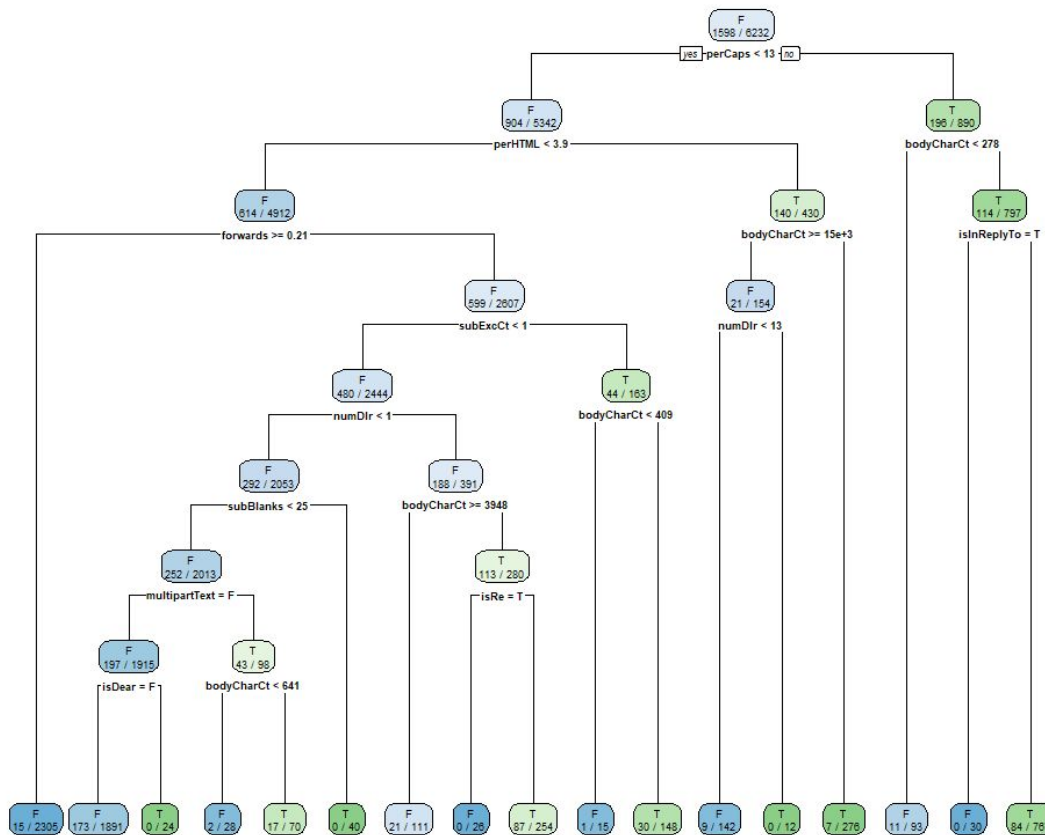 F
1598 / 6232
yes perCaps < 13 no
F
904 / 5342
T
196 / 890
perHTML < 3.9
bodyCharCt < 278
F
614 / 4912
T
140 / 430
T
114 / 797
forwards >= 0.21
bodyCharCt >= 15e+3
isInReplyTo = T
F
599 / 2607
F
21 / 154
subExcCt < 1
numDlr < 13
F
480 / 2444
T
44 / 163
numDlr < 1
bodyCharCt < 409
F
292 / 2053
F
188 / 391
subBlanks < 25
bodyCharCt >= 3948
F
252 / 2013
T
113 / 280
multipartText = F
isRe = T
F
197 / 1915
T
43 / 98
isDear = F
bodyCharCt < 641
F
15 / 2305
F
173 / 1891
T
0 / 24
F
2 / 28
T
17 / 70
T
0 / 40
F
21 / 111
F
0 / 26
T
87 / 254
F
1 / 15
T
30 / 148
F
9 / 142
T
0 / 12
T
7 / 276
F
11 / 93
F
0 / 30
T
84 / 76